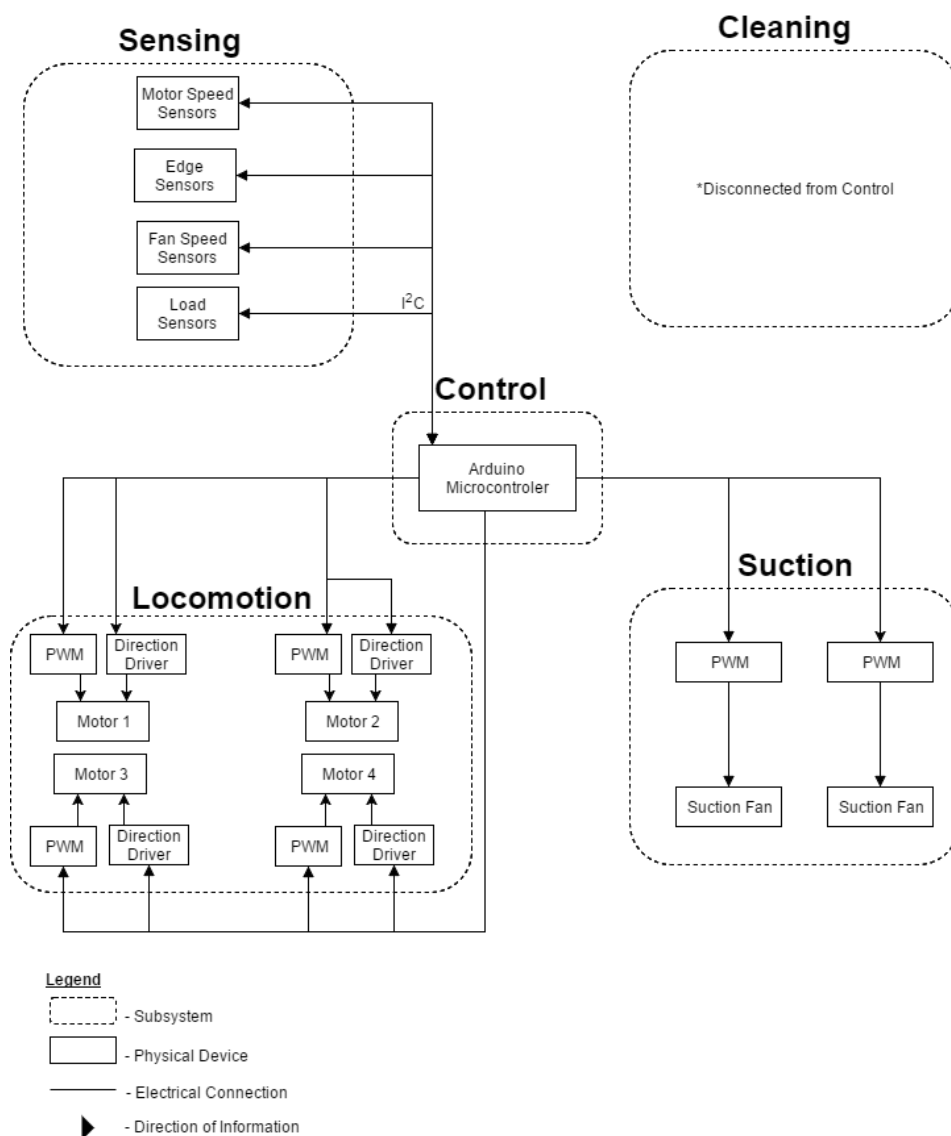 Sensing
Cleaning
Motor Speed
Sensors
Edge
Sensors
*Disconnected from Control
Fan Speed
Sensors
Load
Sensors
I²C
Control
Arduino
Microcontroler
Locomotion
Suction
PWM
Direction
Driver
PWM
Direction
Driver
PWM
PWM
Motor 1
Motor 2
Motor 3
Motor 4
Suction Fan
Suction Fan
PWM
Direction
Driver
PWM
Direction
Driver
Legend
- Subsystem
- Physical Device
- Electrical Connection
- Direction of Information